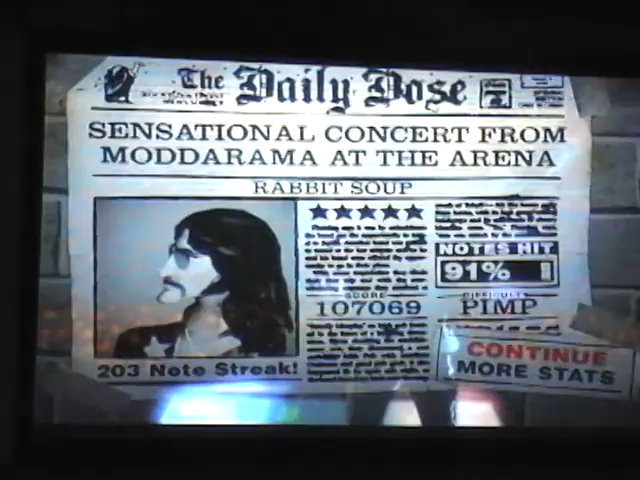 The Daily Dose
SENSATIONAL CONCERT FROM
MODDARAMA AT THE ARENA
RABBIT SOUP
NOTES HIT
91%
SCORE
107069
DIFFICULTY
PIMP
203 Note Streak!
CONTINUE
MORE STATS